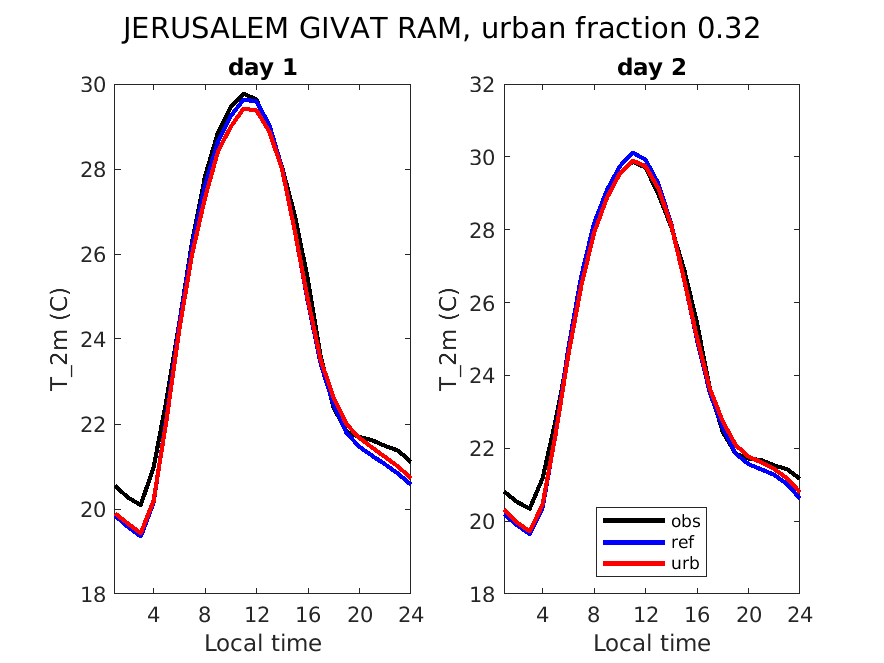 JERUSALEM GIVAT RAM, urban fraction 0.32
day 1
30
28
26
24
22
20
18
T_2m (C)
4 8 12 16 20 24
Local time
day 2
32
30
28
26
24
22
20
18
T_2m (C)
4 8 12 16 20 24
Local time
obs
ref
urb